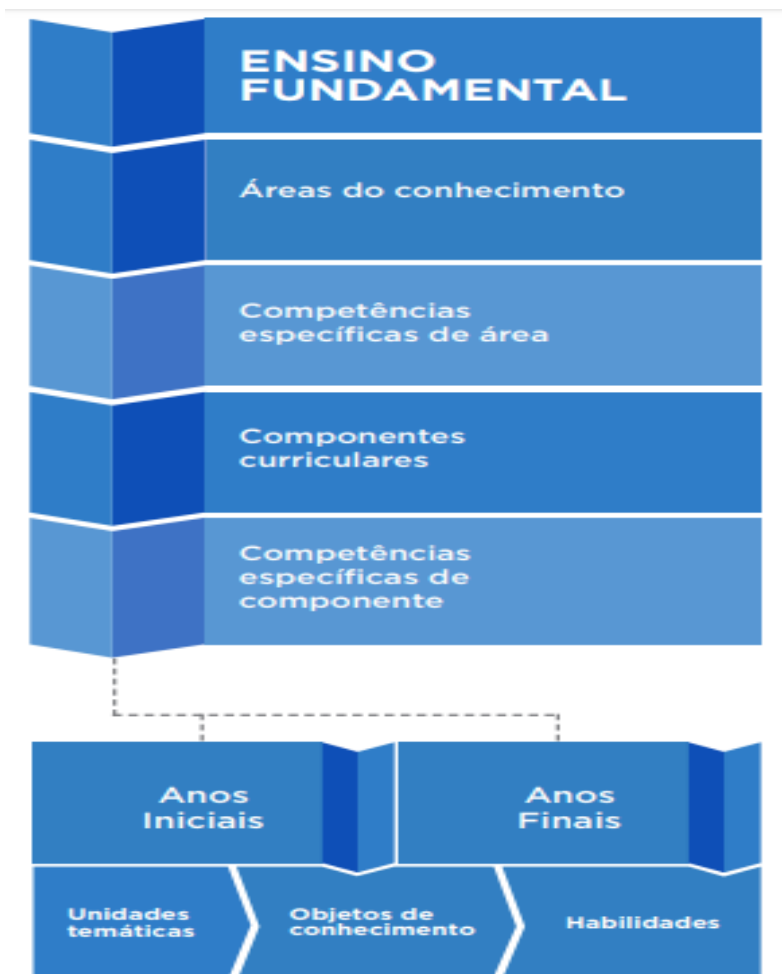 ENSINO
FUNDAMENTAL
Áreas do conhecimento
Competências
específicas de área
Componentes
curriculares
Competências
específicas de
componente
Anos
Iniciais
Anos
Finais
Unidades
temáticas
Objetos de
conhecimento
Habilidades